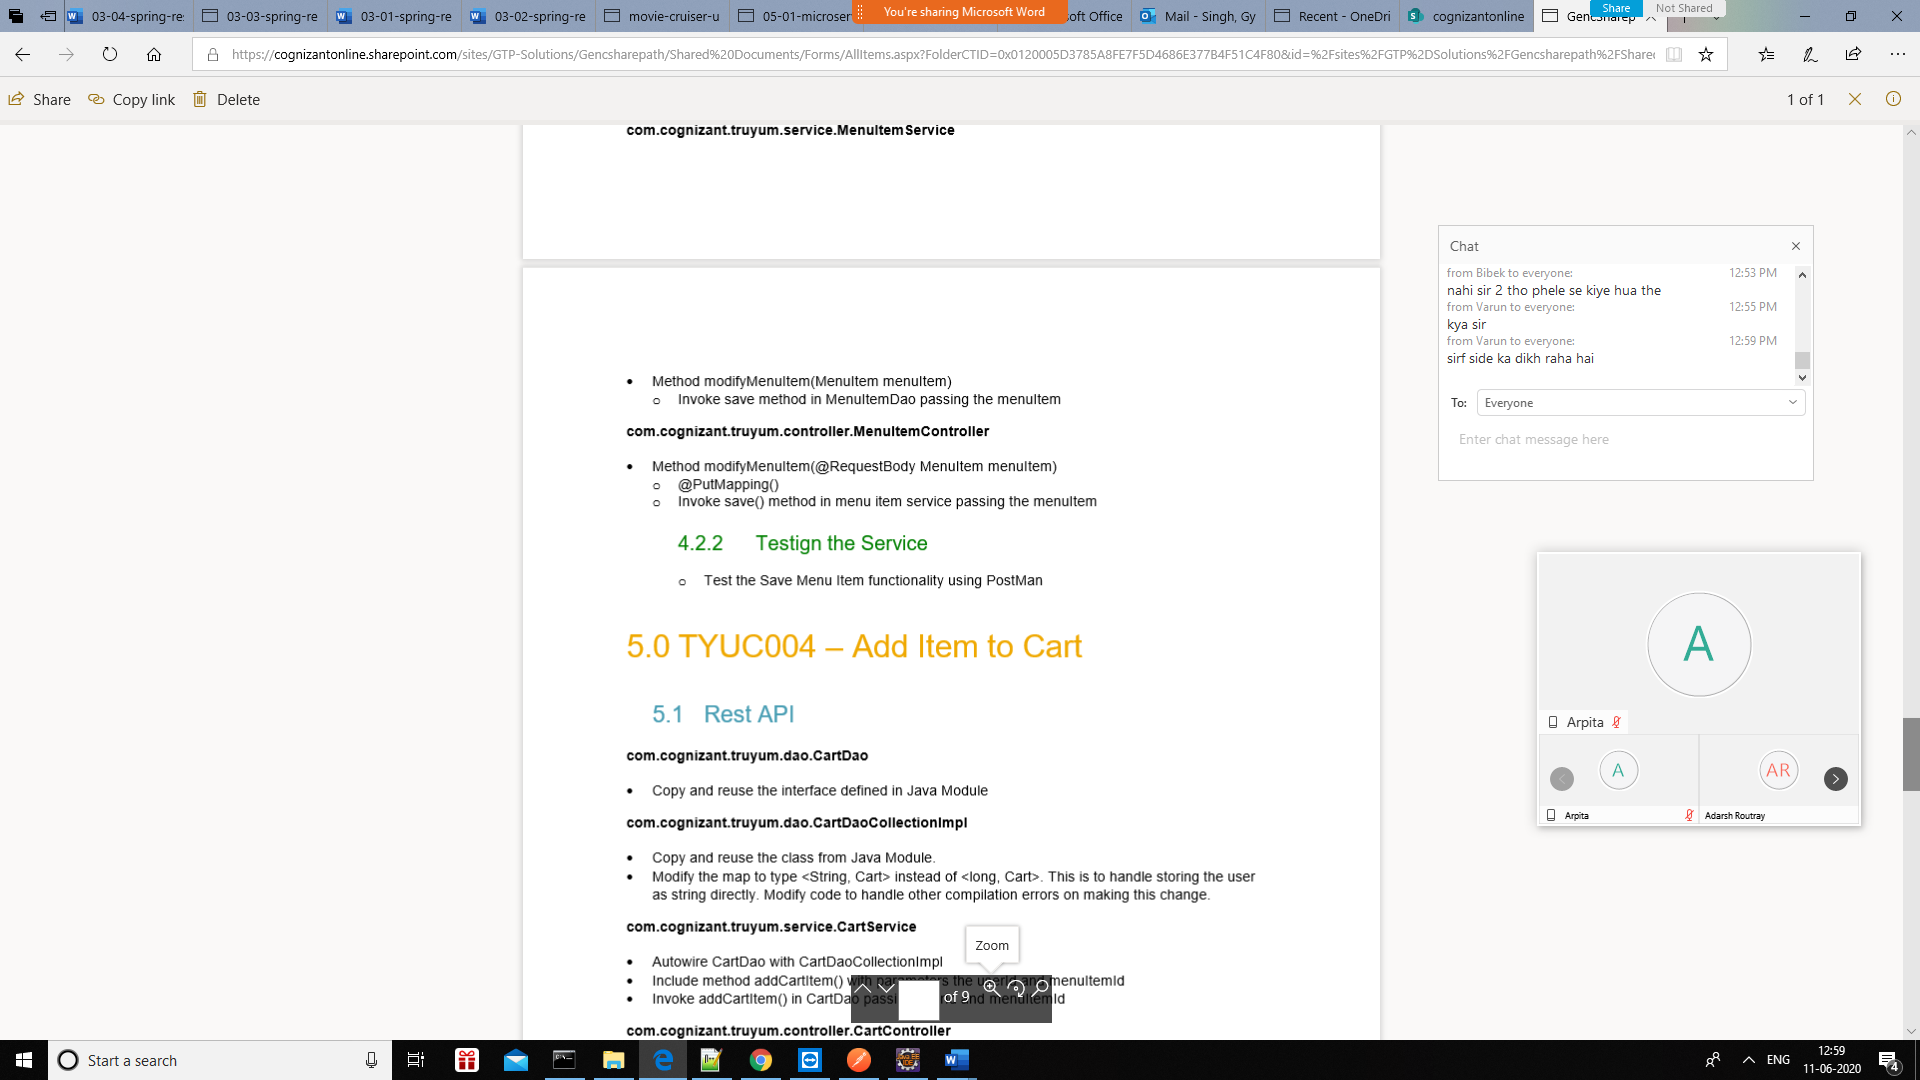 03-04-spring-re
03-03-spring-re
03-01-spring-re
03-02-spring-re
movie-cruiser-u
05-01-microser
You're sharing Microsoft Word
oft Office
Mail - Singh, Gy
Recent - OneDri
cognizantonline
GencSharep
Share
Not Shared
https://cognizantonline.sharepoint.com/sites/GTP-Solutions/Gencsharepath/Shared%20Documents/Forms/AllItems.aspx?FolderCTID=0x0120005D3785A8FE7F5D4686E377B4F51C4F80&id=%2Fsites%2FGTP%2DSolutions%2FGencsharepath%2FShared
Share
Copy link
Delete
1 of 1
com.cognizant.truyum.service.MenuItemService
• Method modifyMenuItem(MenuItem menuItem)
o Invoke save method in MenuItemDao passing the menuItem
com.cognizant.truyum.controller.MenuItemController
• Method modifyMenuItem(@RequestBody MenuItem menuItem)
o @PutMapping()
o Invoke save() method in menu item service passing the menuItem
4.2.2 Testign the Service
o Test the Save Menu Item functionality using PostMan
5.0 TYUC004 – Add Item to Cart
5.1 Rest API
com.cognizant.truyum.dao.CartDao
• Copy and reuse the interface defined in Java Module
com.cognizant.truyum.dao.CartDaoCollectionImpl
• Copy and reuse the class from Java Module.
• Modify the map to type <String, Cart> instead of <long, Cart>. This is to handle storing the user
as string directly. Modify code to handle other compilation errors on making this change.
com.cognizant.truyum.service.CartService
• Autowire CartDao with CartDaoCollectionImpl
• Include method addCartItem() with parameters the userId and menuItemId
• Invoke addCartItem() in CartDao passi and menuItemId
com.cognizant.truyum.controller.CartController
Zoom
of 9
Chat
from Bibek to everyone: 12:53 PM
nahi sir 2 tho phele se kiye hua the
from Varun to everyone: 12:55 PM
kya sir
from Varun to everyone: 12:59 PM
sirf side ka dikh raha hai
To: Everyone
Enter chat message here
A
Arpita
A
AR
Arpita
Adarsh Routray
Start a search
ENG
12:59
11-06-2020
4